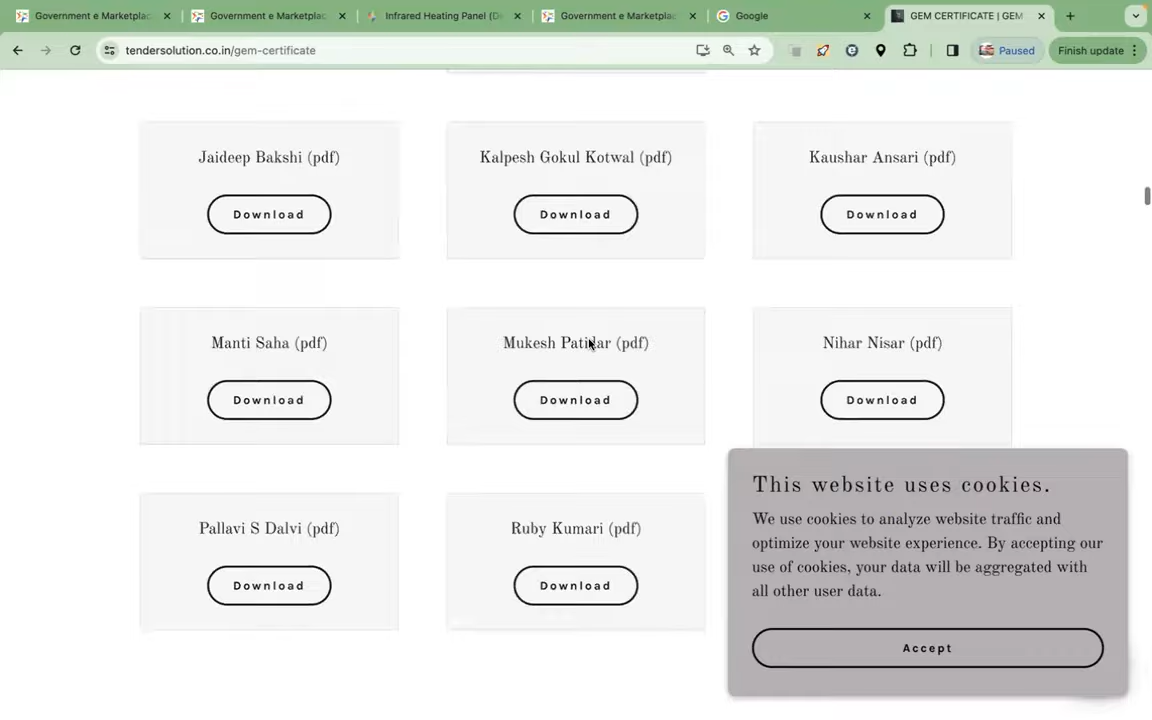 Government e Marketplac
Government e Marketplac
Infrared Heating Panel (D
Government e Marketplac
Google
GEM CERTIFICATE | GEM
tendersolution.co.in/gem-certificate
Paused
Finish update
Jaideep Bakshi (pdf)
Kalpesh Gokul Kotwal (pdf)
Kaushar Ansari (pdf)
Download
Download
Download
Manti Saha (pdf)
Mukesh Patidar (pdf)
Nihar Nisar (pdf)
Download
Download
Download
Pallavi S Dalvi (pdf)
Ruby Kumari (pdf)
Download
Download
This website uses cookies.
We use cookies to analyze website traffic and
optimize your website experience. By accepting our
use of cookies, your data will be aggregated with
all other user data.
Accept